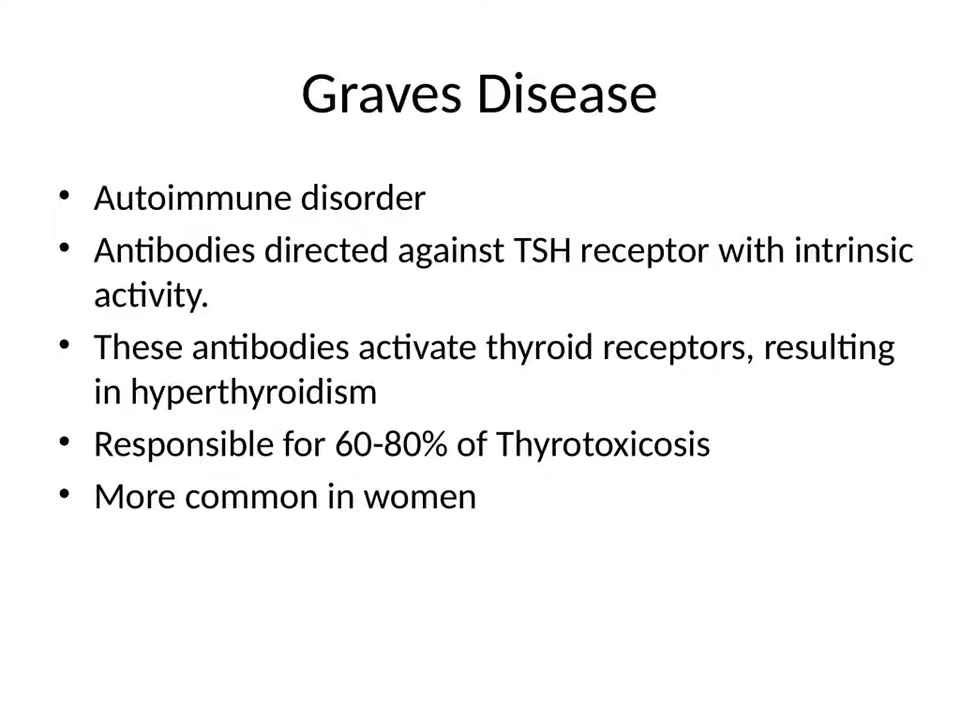 Graves Disease
• Autoimmune disorder
• Antibodies directed against TSH receptor with intrinsic
activity.
• These antibodies activate thyroid receptors, resulting
in hyperthyroidism
• Responsible for 60-80% of Thyrotoxicosis
• More common in women